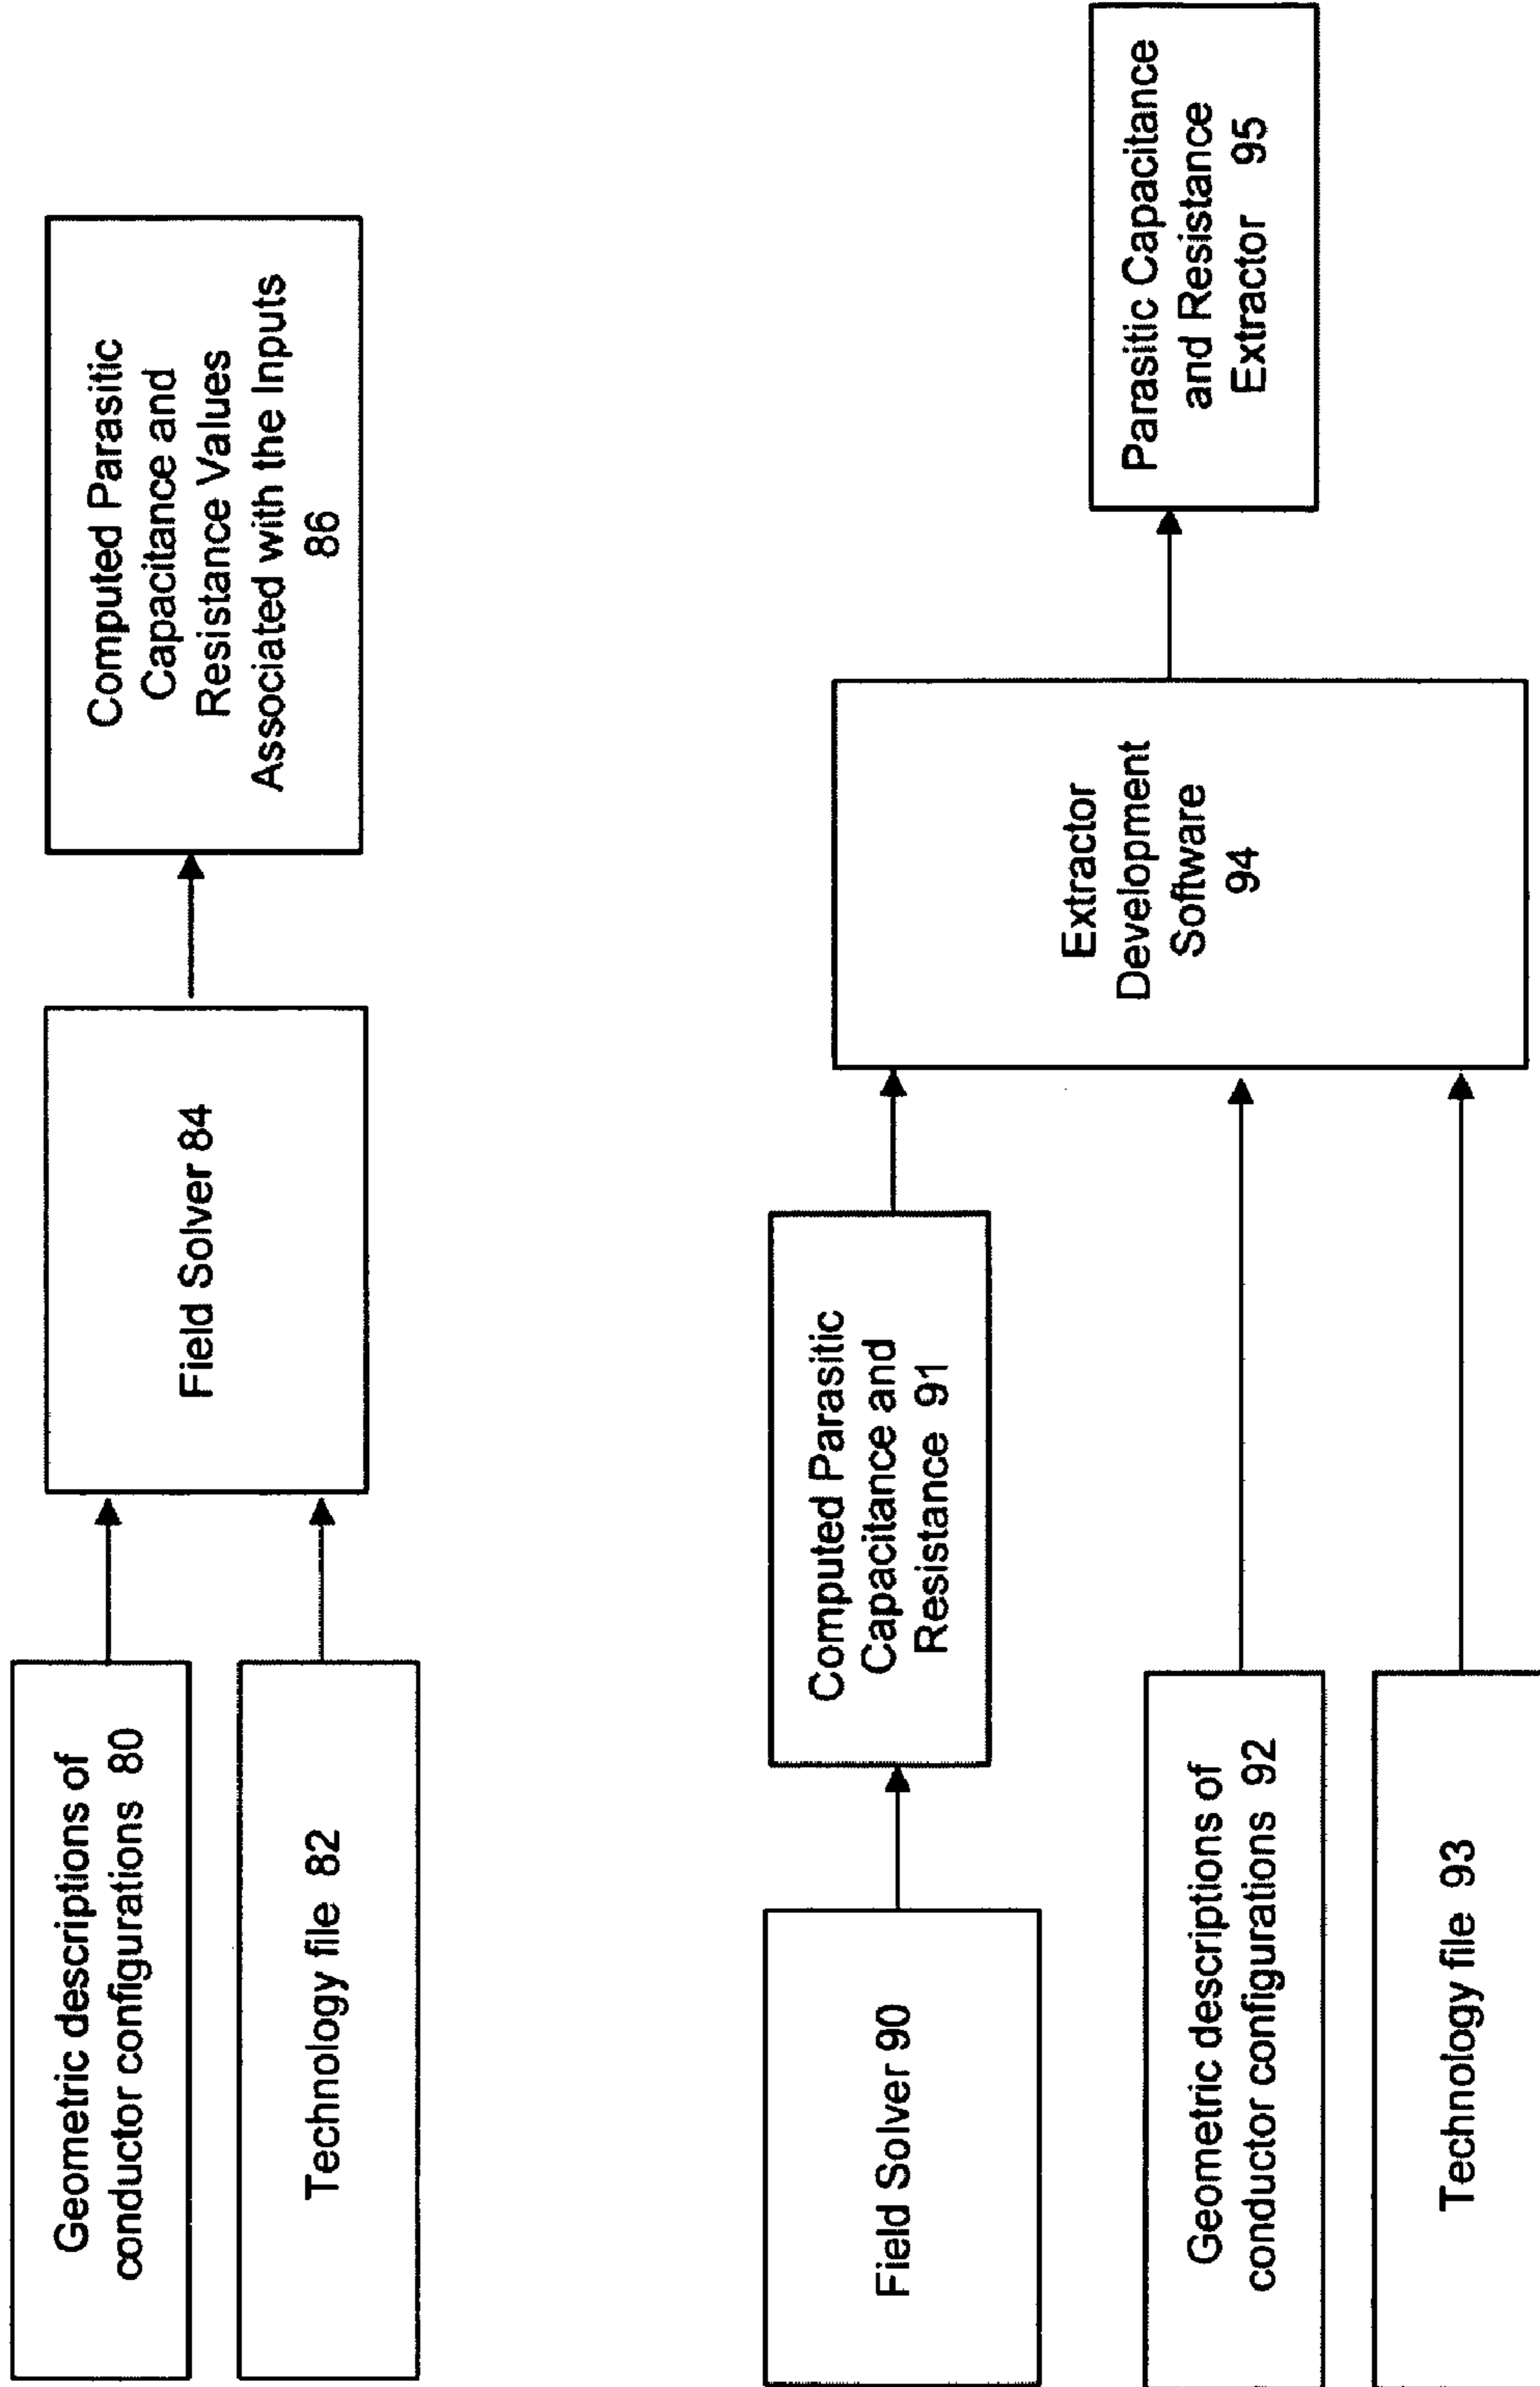 Geometric descriptions of
conductor configurations 80
Technology file 82
Field Solver 84
Computed Parasitic
Capacitance and
Resistance Values
Associated with the Inputs
86
Field Solver 90
Computed Parasitic
Capacitance and
Resistance 91
Geometric descriptions of
conductor configurations 92
Technology file 93
Extractor
Development
Software
94
Parasitic Capacitance
and Resistance
Extractor 95